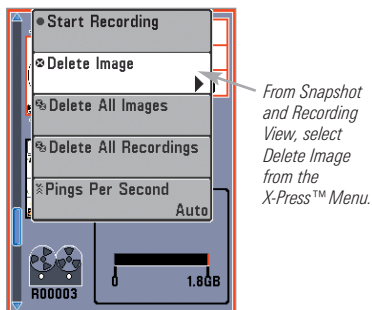 Start Recording
Delete Image
Delete All Images
Delete All Recordings
Pings Per Second
Auto
R00003
0
1.8GB
From Snapshot
and Recording
View, select
Delete Image
from the
X-Press™ Menu.